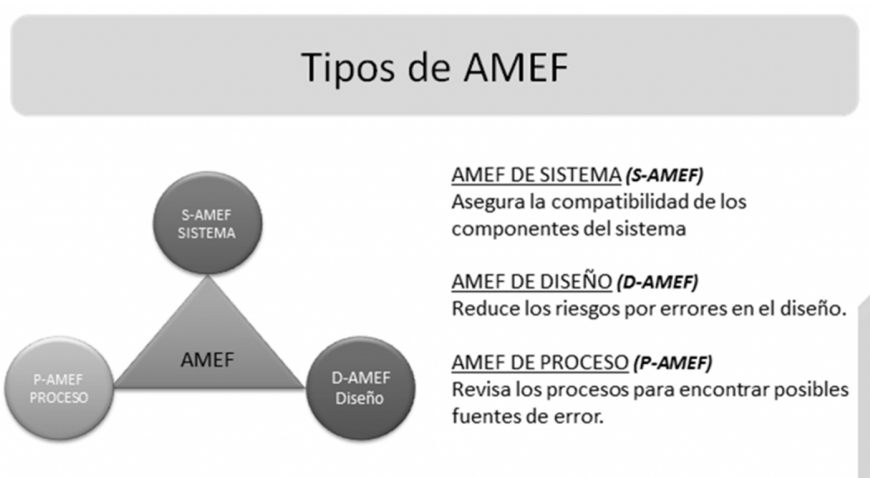 Tipos de AMEF
S-AMEF
SISTEMA
AMEF
P-AMEF
PROCESO
D-AMEF
Diseño
AMEF DE SISTEMA (S-AMEF)
Asegura la compatibilidad de los
componentes del sistema
AMEF DE DISEÑO (D-AMEF)
Reduce los riesgos por errores en el diseño.
AMEF DE PROCESO (P-AMEF)
Revisa los procesos para encontrar posibles
fuentes de error.